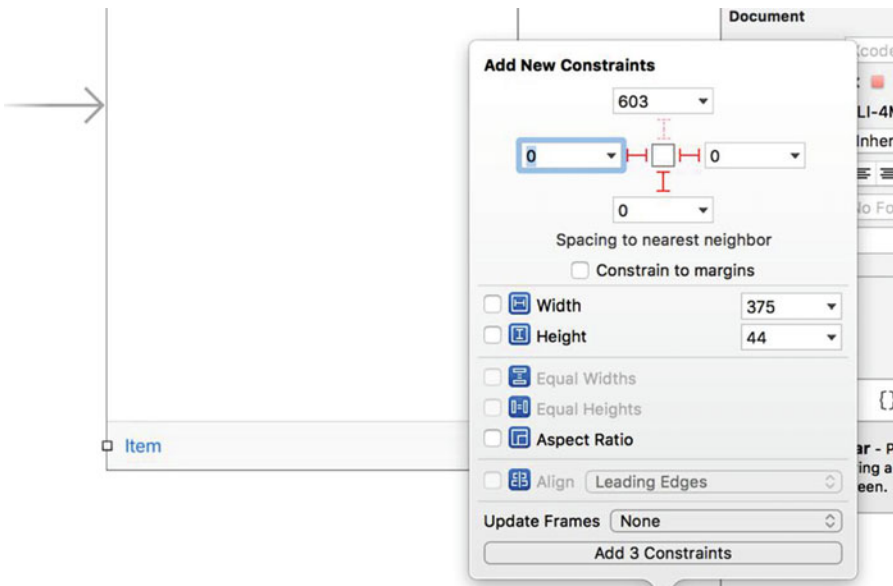 Document
Add New Constraints
603
0
0
0
Spacing to nearest neighbor
Constrain to margins
Width 375
Height 44
Equal Widths
Equal Heights
Aspect Ratio
Align Leading Edges
Update Frames None
Add 3 Constraints
Item
{}